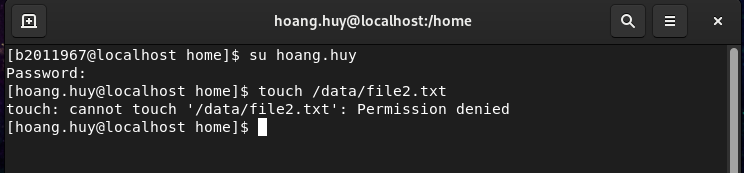 hoang.huy@localhost:/home
[b2011967@localhost home]$ su hoang.huy
Password:
[hoang.huy@localhost home]$ touch /data/file2.txt
touch: cannot touch '/data/file2.txt': Permission denied
[hoang.huy@localhost home]$